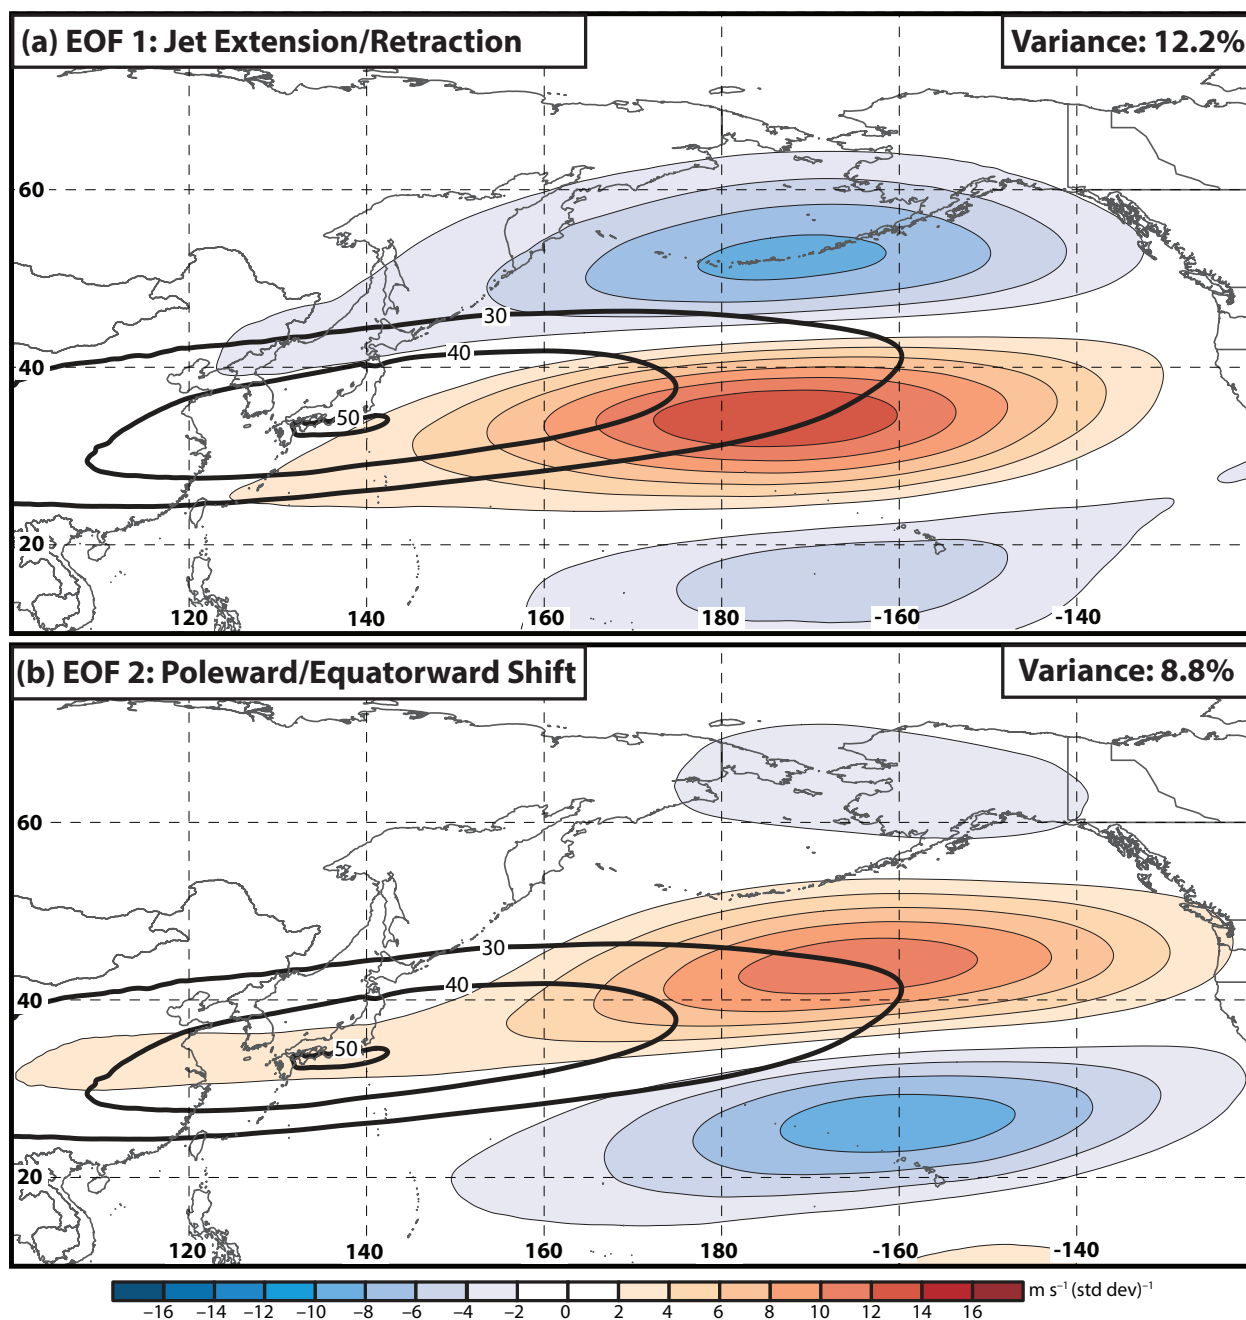 (a) EOF 1: Jet Extension/Retraction
Variance: 12.2%
60
30
40
40
50
20
120 140 160 180 -160 -140
(b) EOF 2: Poleward/Equatorward Shift
Variance: 8.8%
60
30
40
40
50
20
120 140 160 180 -160 -140
−16 −14 −12 −10 −8 −6 −4 −2 0 2 4 6 8 10 12 14 16
m s⁻¹ (std dev)⁻¹